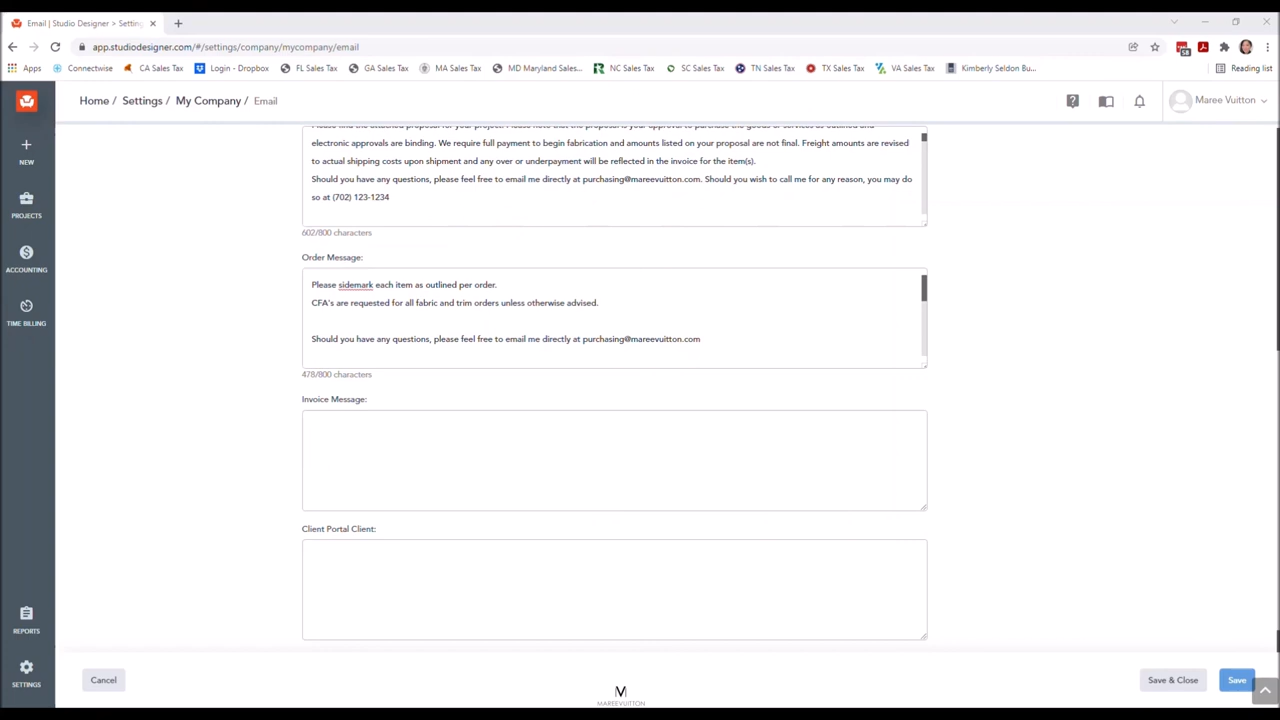 Email | Studio Designer > Settin
app.studiodesigner.com/#/settings/company/mycompany/email
58
Apps
Connectwise
CA Sales Tax
Login - Dropbox
FL Sales Tax
GA Sales Tax
MA Sales Tax
MD Maryland Sales...
NC Sales Tax
SC Sales Tax
TN Sales Tax
TX Sales Tax
VA Sales Tax
Kimberly Seldon Bu...
Reading list
Home / Settings / My Company / Email
Maree Vuitton
NEW
PROJECTS
ACCOUNTING
TIME BILLING
REPORTS
SETTINGS
Please find the attached proposal for your project. Please note that the proposal is your approval to purchase the goods or services as outlined and
electronic approvals are binding. We require full payment to begin fabrication and amounts listed on your proposal are not final. Freight amounts are revised
to actual shipping costs upon shipment and any over or underpayment will be reflected in the invoice for the item(s).
Should you have any questions, please feel free to email me directly at purchasing@mareevuitton.com. Should you wish to call me for any reason, you may do
so at (702) 123-1234
602/800 characters
Order Message:
Please sidemark each item as outlined per order.
CFA's are requested for all fabric and trim orders unless otherwise advised.
Should you have any questions, please feel free to email me directly at purchasing@mareevuitton.com
478/800 characters
Invoice Message:
Client Portal Client:
Cancel
M
MAREEVUITTON
Save & Close
Save